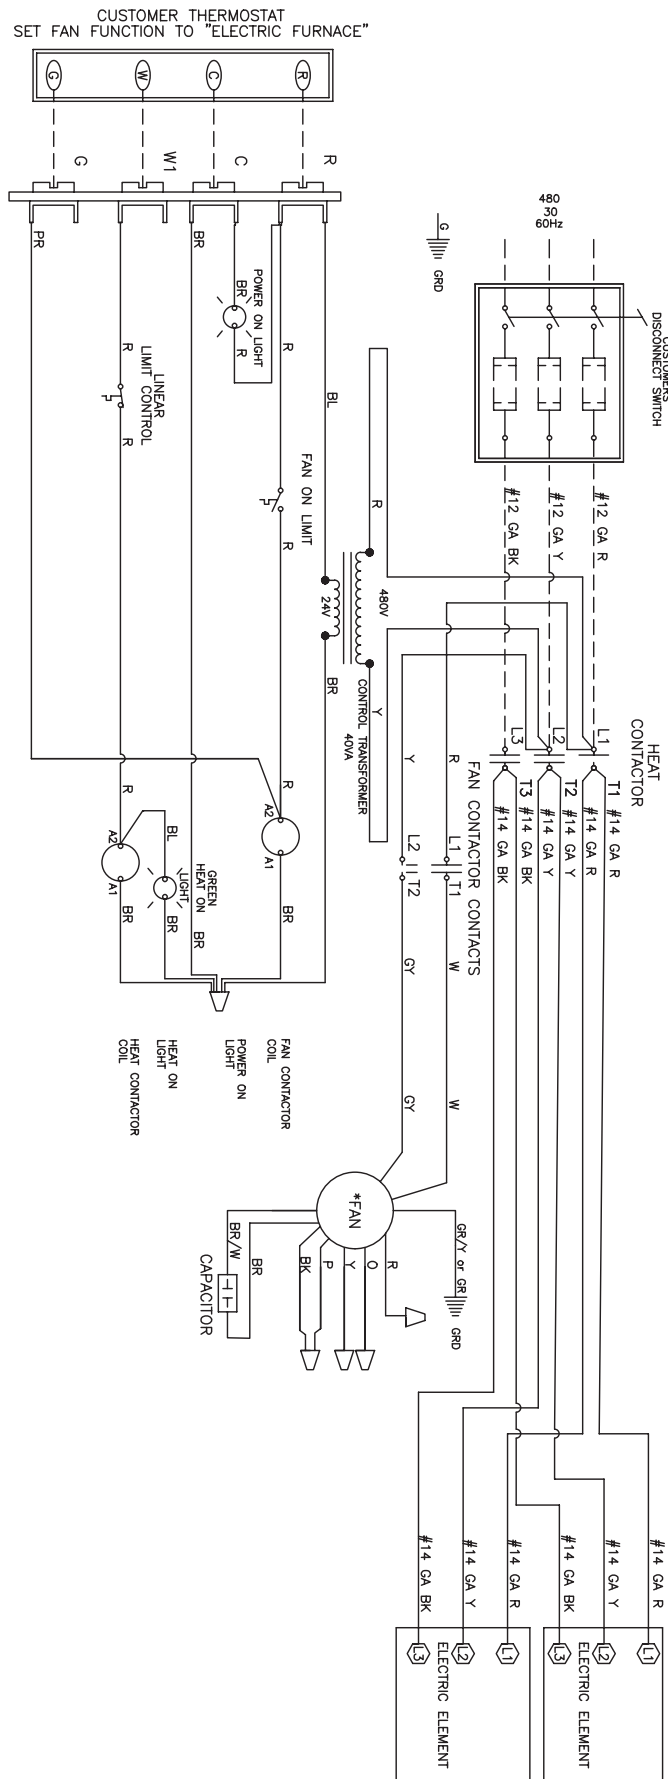 CUSTOMER THERMOSTAT
SET FAN FUNCTION TO "ELECTRIC FURNACE"
G
W
C
R
G
W1
C
R
480
30
60Hz
G
GRD
CUSTOMERS
DISCONNECT SWITCH
PR
BR
BR
POWER ON LIGHT
R
R
R
BL
LINEAR
LIMIT CONTROL
R
FAN ON LIMIT
R
R
#12 GA BK
#12 GA Y
#12 GA R
24V
480V
CONTROL TRANSFORMER
40VA
BR
Y
HEAT
CONTACTOR
L3
L2
L1
T3
T2
T1
Y
R
FAN CONTACTOR CONTACTS
#14 GA BK
#14 GA BK
#14 GA Y
#14 GA Y
#14 GA R
#14 GA R
R
R
A2
A1
A2
A1
BL
GREEN
HEAT ON
LIGHT
BR
BR
BR
BR
L2
T2
L1
T1
GY
W
GY
W
HEAT CONTACTOR
COIL
HEAT ON
LIGHT
POWER ON
LIGHT
FAN CONTACTOR
COIL
*FAN
BR/W
BR
CAPACITOR
BK
P
Y
O
R
GR/Y or GR
GRD
#14 GA BK
#14 GA Y
#14 GA R
#14 GA BK
#14 GA Y
#14 GA R
L3
L2
L1
L3
L2
L1
ELECTRIC ELEMENT
ELECTRIC ELEMENT